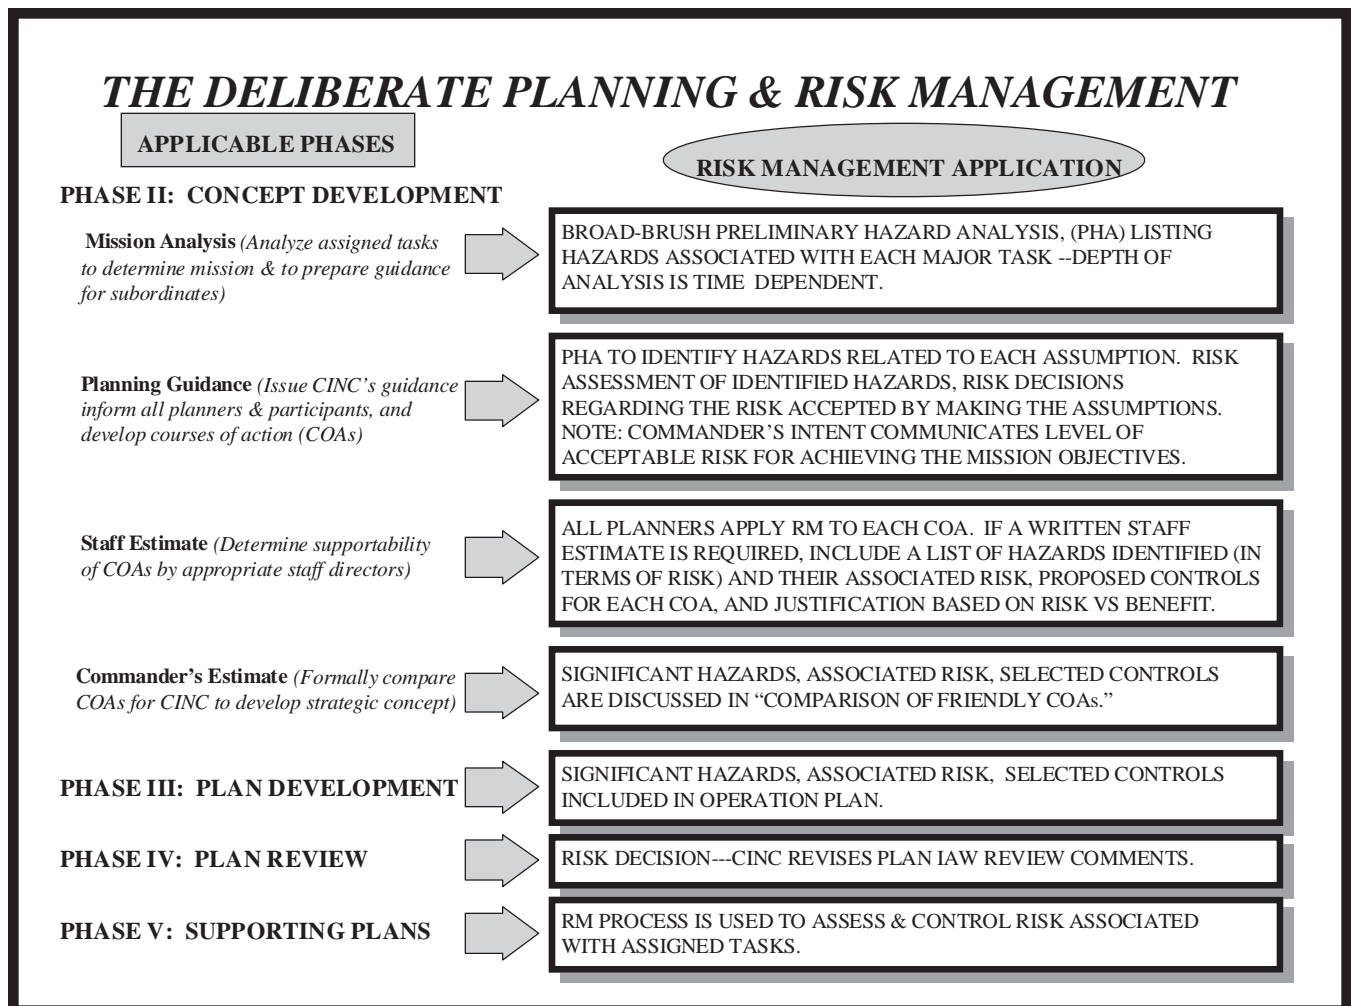 THE DELIBERATE PLANNING & RISK MANAGEMENT
APPLICABLE PHASES
RISK MANAGEMENT APPLICATION
PHASE II: CONCEPT DEVELOPMENT
Mission Analysis (Analyze assigned tasks
to determine mission & to prepare guidance
for subordinates)
BROAD-BRUSH PRELIMINARY HAZARD ANALYSIS, (PHA) LISTING
HAZARDS ASSOCIATED WITH EACH MAJOR TASK --DEPTH OF
ANALYSIS IS TIME DEPENDENT.
Planning Guidance (Issue CINC’s guidance
inform all planners & participants, and
develop courses of action (COAs)
PHA TO IDENTIFY HAZARDS RELATED TO EACH ASSUMPTION. RISK
ASSESSMENT OF IDENTIFIED HAZARDS, RISK DECISIONS
REGARDING THE RISK ACCEPTED BY MAKING THE ASSUMPTIONS.
NOTE: COMMANDER’S INTENT COMMUNICATES LEVEL OF
ACCEPTABLE RISK FOR ACHIEVING THE MISSION OBJECTIVES.
Staff Estimate (Determine supportability
of COAs by appropriate staff directors)
ALL PLANNERS APPLY RM TO EACH COA. IF A WRITTEN STAFF
ESTIMATE IS REQUIRED, INCLUDE A LIST OF HAZARDS IDENTIFIED (IN
TERMS OF RISK) AND THEIR ASSOCIATED RISK, PROPOSED CONTROLS
FOR EACH COA, AND JUSTIFICATION BASED ON RISK VS BENEFIT.
Commander’s Estimate (Formally compare
COAs for CINC to develop strategic concept)
SIGNIFICANT HAZARDS, ASSOCIATED RISK, SELECTED CONTROLS
ARE DISCUSSED IN “COMPARISON OF FRIENDLY COAs.”
PHASE III: PLAN DEVELOPMENT
SIGNIFICANT HAZARDS, ASSOCIATED RISK, SELECTED CONTROLS
INCLUDED IN OPERATION PLAN.
PHASE IV: PLAN REVIEW
RISK DECISION---CINC REVISES PLAN IAW REVIEW COMMENTS.
PHASE V: SUPPORTING PLANS
RM PROCESS IS USED TO ASSESS & CONTROL RISK ASSOCIATED
WITH ASSIGNED TASKS.